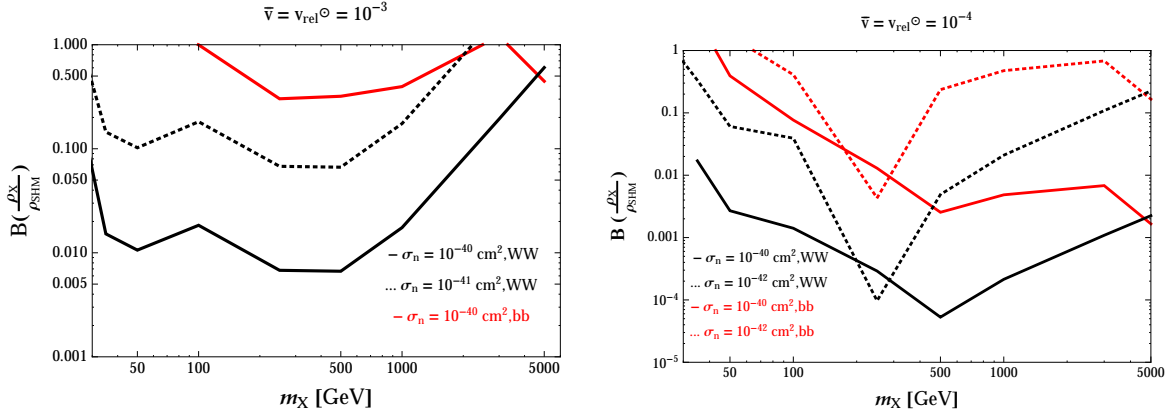 v̄ = v_rel⊙ = 10⁻³
1.000
0.500
0.100
0.050
0.010
0.005
0.001
B (ρ_X/ρ_SHM)
– σ_n = 10⁻⁴⁰ cm²,WW
... σ_n = 10⁻⁴¹ cm²,WW
– σ_n = 10⁻⁴⁰ cm²,bb
50 100 500 1000 5000
m_X [GeV]
v̄ = v_rel⊙ = 10⁻⁴
1
0.1
0.01
0.001
10⁻⁴
10⁻⁵
B (ρ_X/ρ_SHM)
– σ_n = 10⁻⁴⁰ cm²,WW
... σ_n = 10⁻⁴² cm²,WW
– σ_n = 10⁻⁴⁰ cm²,bb
... σ_n = 10⁻⁴² cm²,bb
50 100 500 1000 5000
m_X [GeV]